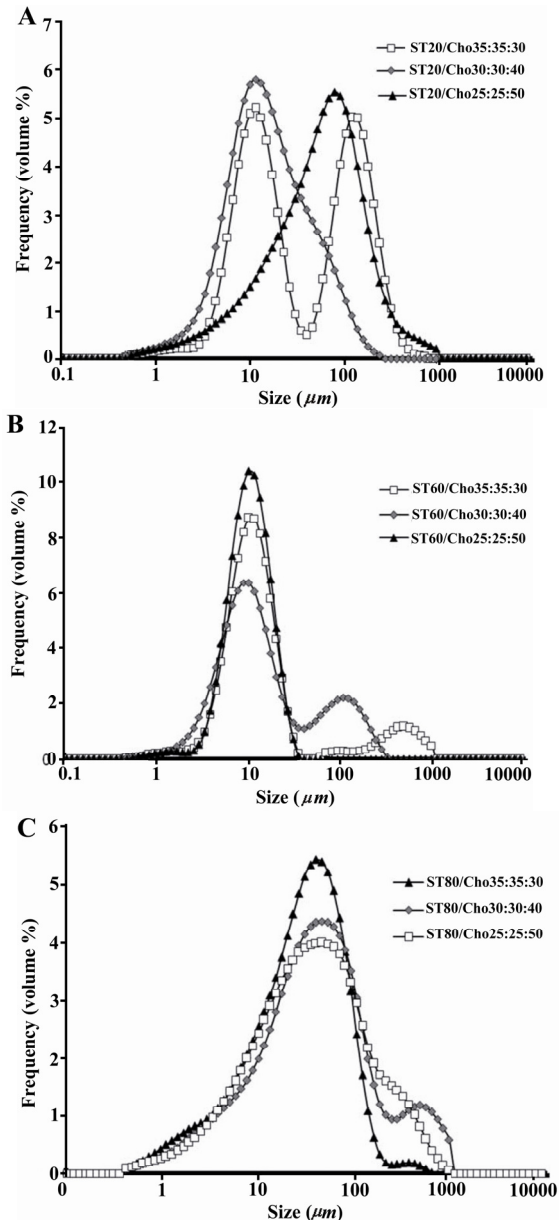 A
7
6
5
4
3
2
1
0
Frequency (volume %)
ST20/Cho35:35:30
ST20/Cho30:30:40
ST20/Cho25:25:50
0.1 1 10 100 1000 10000
Size (µm)
B
12
10
8
6
4
2
0
Frequency (volume %)
ST60/Cho35:35:30
ST60/Cho30:30:40
ST60/Cho25:25:50
0.1 1 10 100 1000 10000
Size (µm)
C
6
5
4
3
2
1
0
Frequency (volume %)
ST80/Cho35:35:30
ST80/Cho30:30:40
ST80/Cho25:25:50
0 1 10 100 1000 10000
Size (µm)